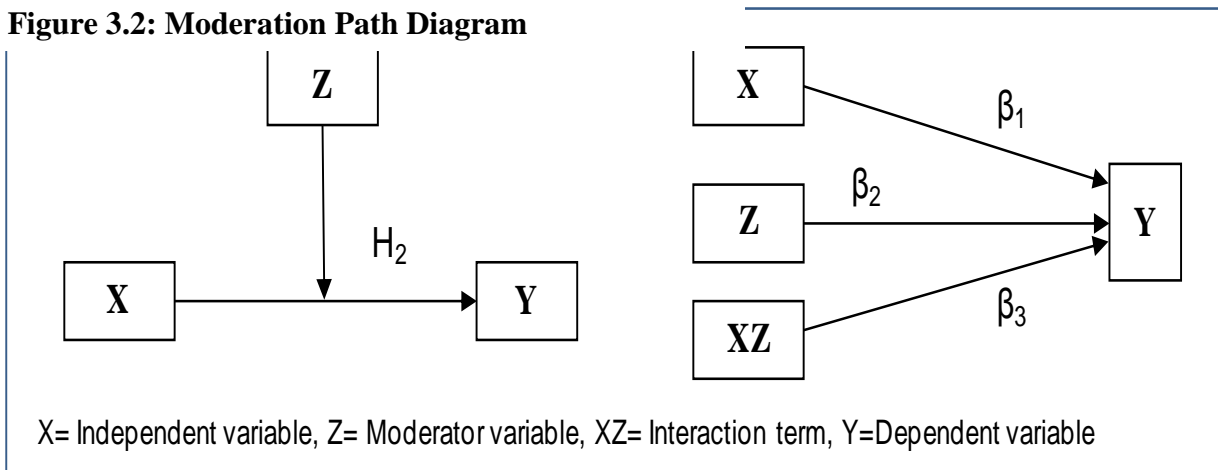 Figure 3.2: Moderation Path Diagram
Z
H₂
X
Y
X
β₁
Z
β₂
Y
XZ
β₃
X= Independent variable, Z= Moderator variable, XZ= Interaction term, Y=Dependent variable